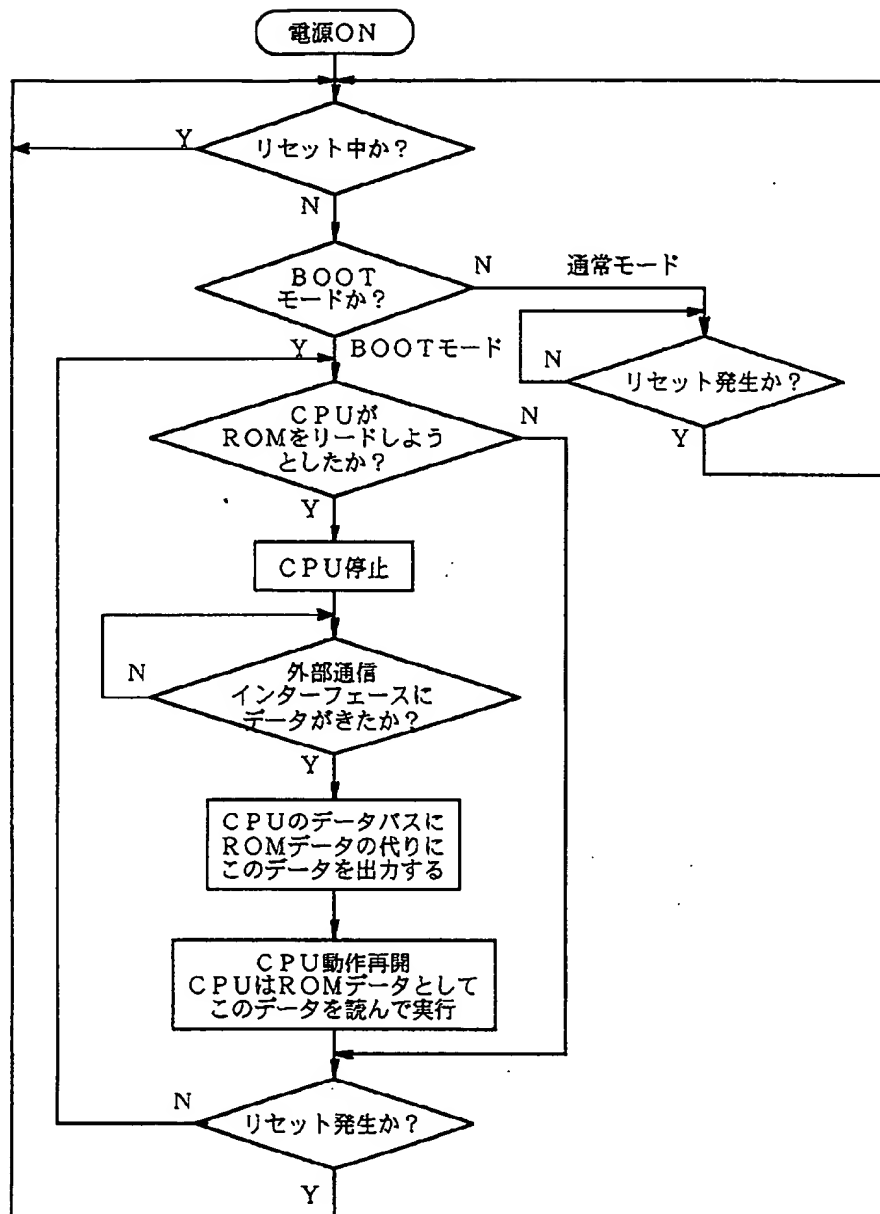 電源ON
Y
リセット中か？
N
BOOT
モードか？
N
通常モード
Y
BOOTモード
N
リセット発生か？
Y
CPUが
ROMをリードしよう
としたか？
N
Y
CPU停止
N
外部通信
インターフェースに
データがきたか？
Y
CPUのデータバスに
ROMデータの代りに
このデータを出力する
CPU動作再開
CPUはROMデータとして
このデータを読んで実行
N
リセット発生か？
Y